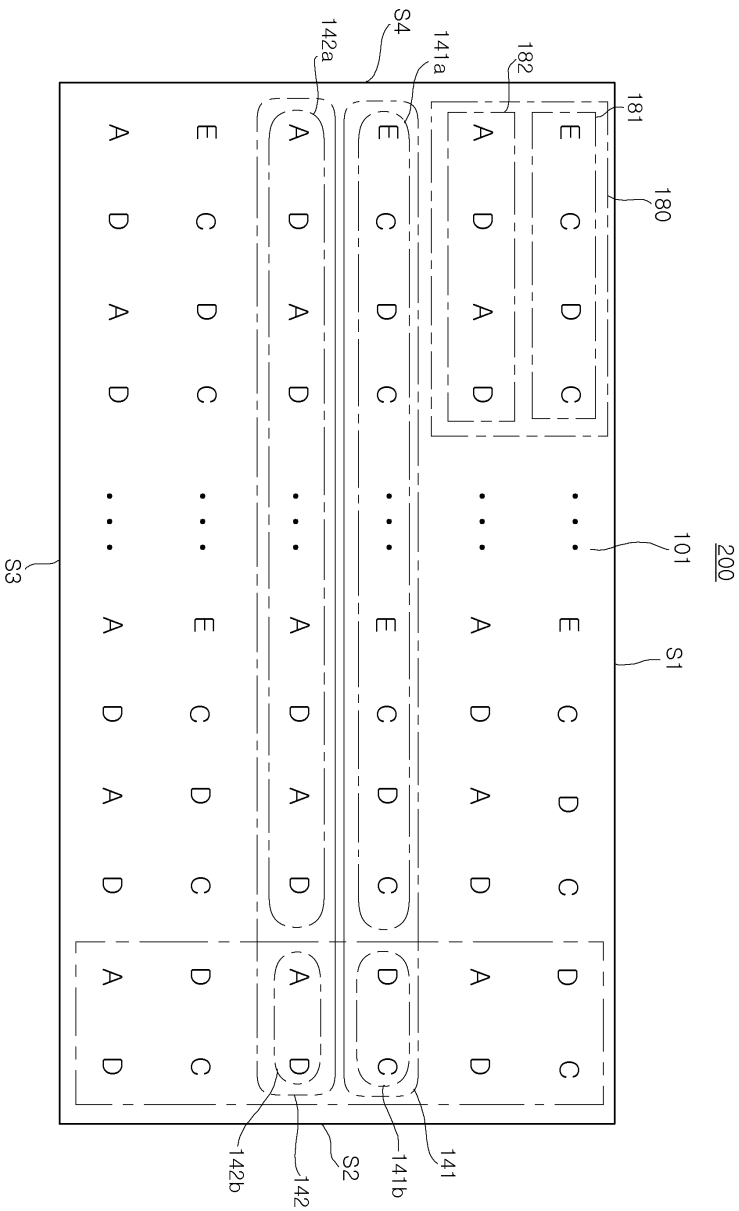 200
101
S1
180
181
E C D C ... E C D C D C
182
A D A D ... A D A D A D
141
141a
S4
141b
E C D C ... E C D C D C
S2
142a
142
A D A D ... A D A D A D
142b
E C D C ... E C D C D C
A D A D ... A D A D A D
S3